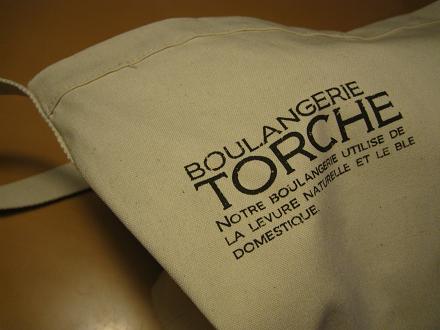 BOULANGERIE
TORCHE
NOTRE BOULANGERIE UTILISE DE
LA LEVURE NATURELLE ET LE BLE
DOMESTIQUE.